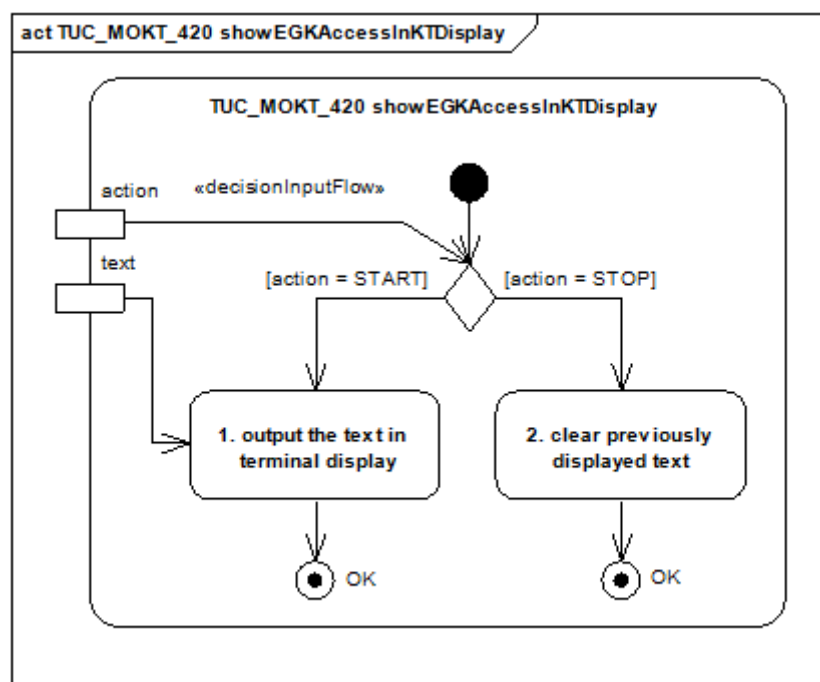 act TUC_MOKT_420 showEGKAccessInKTDisplay
TUC_MOKT_420 showEGKAccessInKTDisplay
action
«decisionInputFlow»
text
[action = START]
[action = STOP]
1. output the text in
terminal display
2. clear previously
displayed text
OK
OK